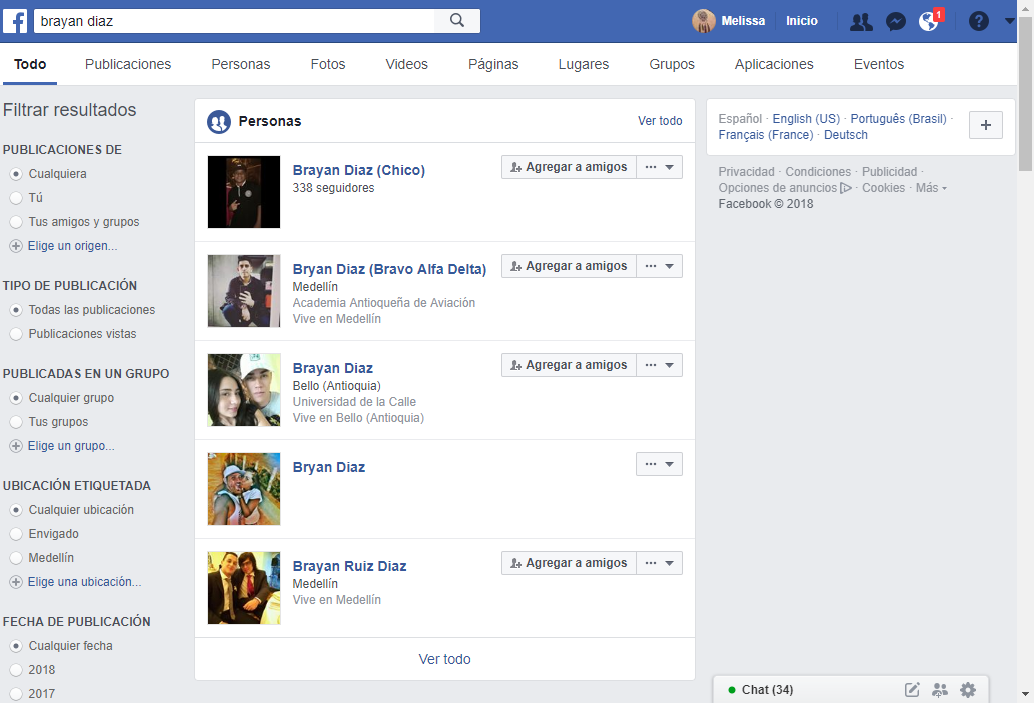 brayan diaz
Melissa
Inicio
1
Todo
Publicaciones
Personas
Fotos
Videos
Páginas
Lugares
Grupos
Aplicaciones
Eventos
Filtrar resultados
PUBLICACIONES DE
Cualquiera
Tú
Tus amigos y grupos
Elige un origen...
TIPO DE PUBLICACIÓN
Todas las publicaciones
Publicaciones vistas
PUBLICADAS EN UN GRUPO
Cualquier grupo
Tus grupos
Elige un grupo...
UBICACIÓN ETIQUETADA
Cualquier ubicación
Envigado
Medellín
Elige una ubicación...
FECHA DE PUBLICACIÓN
Cualquier fecha
2018
2017
Personas
Ver todo
Brayan Diaz (Chico)
338 seguidores
Agregar a amigos
Bryan Diaz (Bravo Alfa Delta)
Medellín
Academia Antioqueña de Aviación
Vive en Medellín
Agregar a amigos
Brayan Diaz
Bello (Antioquia)
Universidad de la Calle
Vive en Bello (Antioquia)
Agregar a amigos
Bryan Diaz
Brayan Ruiz Diaz
Medellín
Vive en Medellín
Agregar a amigos
Ver todo
Español · English (US) · Português (Brasil) ·
Français (France) · Deutsch
Privacidad · Condiciones · Publicidad ·
Opciones de anuncios · Cookies · Más
Facebook © 2018
Chat (34)